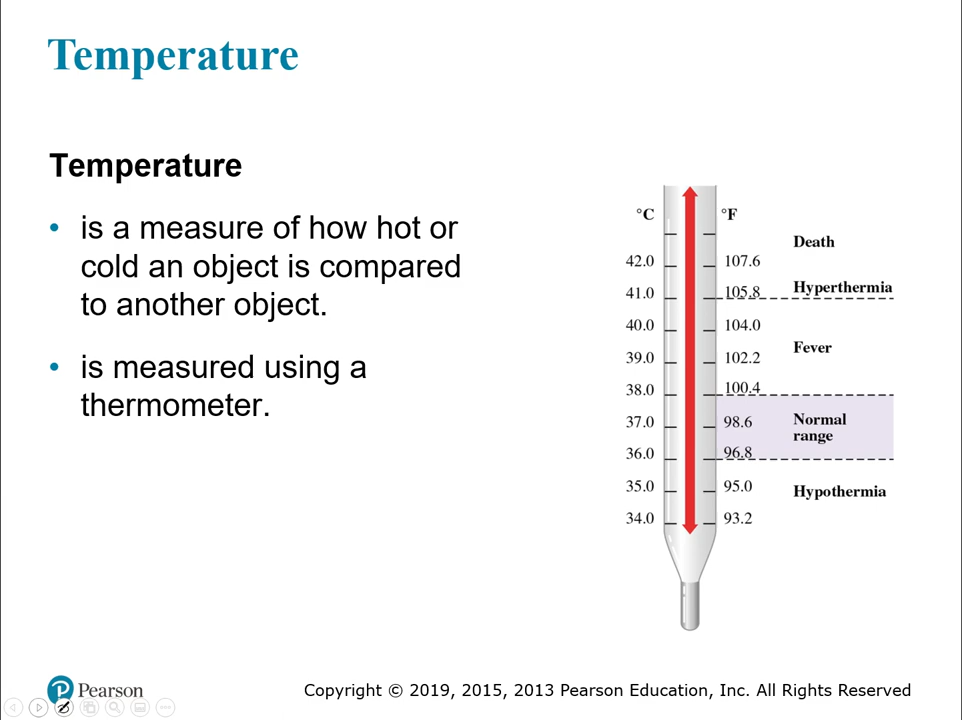 Temperature
Temperature
• is a measure of how hot or
cold an object is compared
to another object.
• is measured using a
thermometer.
°C °F
Death
42.0 107.6
41.0 105.8 Hyperthermia
40.0 104.0
Fever
39.0 102.2
38.0 100.4
37.0 98.6 Normal
range
36.0 96.8
35.0 95.0 Hypothermia
34.0 93.2
Pearson
Copyright © 2019, 2015, 2013 Pearson Education, Inc. All Rights Reserved